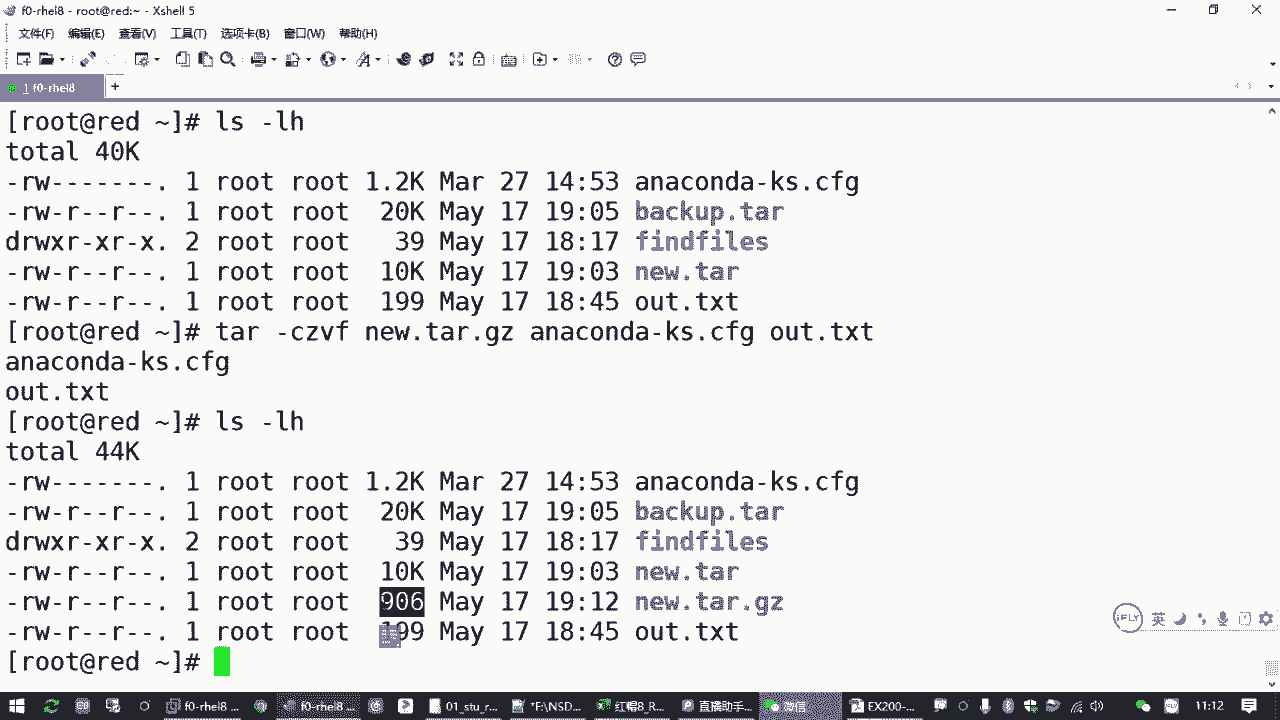 f0-rhel8 - root@red:~ - Xshell 5
文件(F) 编辑(E) 查看(V) 工具(T) 选项卡(B) 窗口(W) 帮助(H)
1 f0-rhel8
[root@red ~]# ls -lh
total 40K
-rw-------. 1 root root 1.2K Mar 27 14:53 anaconda-ks.cfg
-rw-r--r--. 1 root root  20K May 17 19:05 backup.tar
drwxr-xr-x. 2 root root   39 May 17 18:17 findfiles
-rw-r--r--. 1 root root  10K May 17 19:03 new.tar
-rw-r--r--. 1 root root  199 May 17 18:45 out.txt
[root@red ~]# tar -czvf new.tar.gz anaconda-ks.cfg out.txt
anaconda-ks.cfg
out.txt
[root@red ~]# ls -lh
total 44K
-rw-------. 1 root root 1.2K Mar 27 14:53 anaconda-ks.cfg
-rw-r--r--. 1 root root  20K May 17 19:05 backup.tar
drwxr-xr-x. 2 root root   39 May 17 18:17 findfiles
-rw-r--r--. 1 root root  10K May 17 19:03 new.tar
-rw-r--r--. 1 root root  906 May 17 19:12 new.tar.gz
-rw-r--r--. 1 root root  199 May 17 18:45 out.txt
[root@red ~]#
iFLY 英
f0-rhel8 ... f0-rhel8 ... 01_stu_r... *F:\NSD... 红帽8_R... 直播助手... 微信 EX200-... 11:12